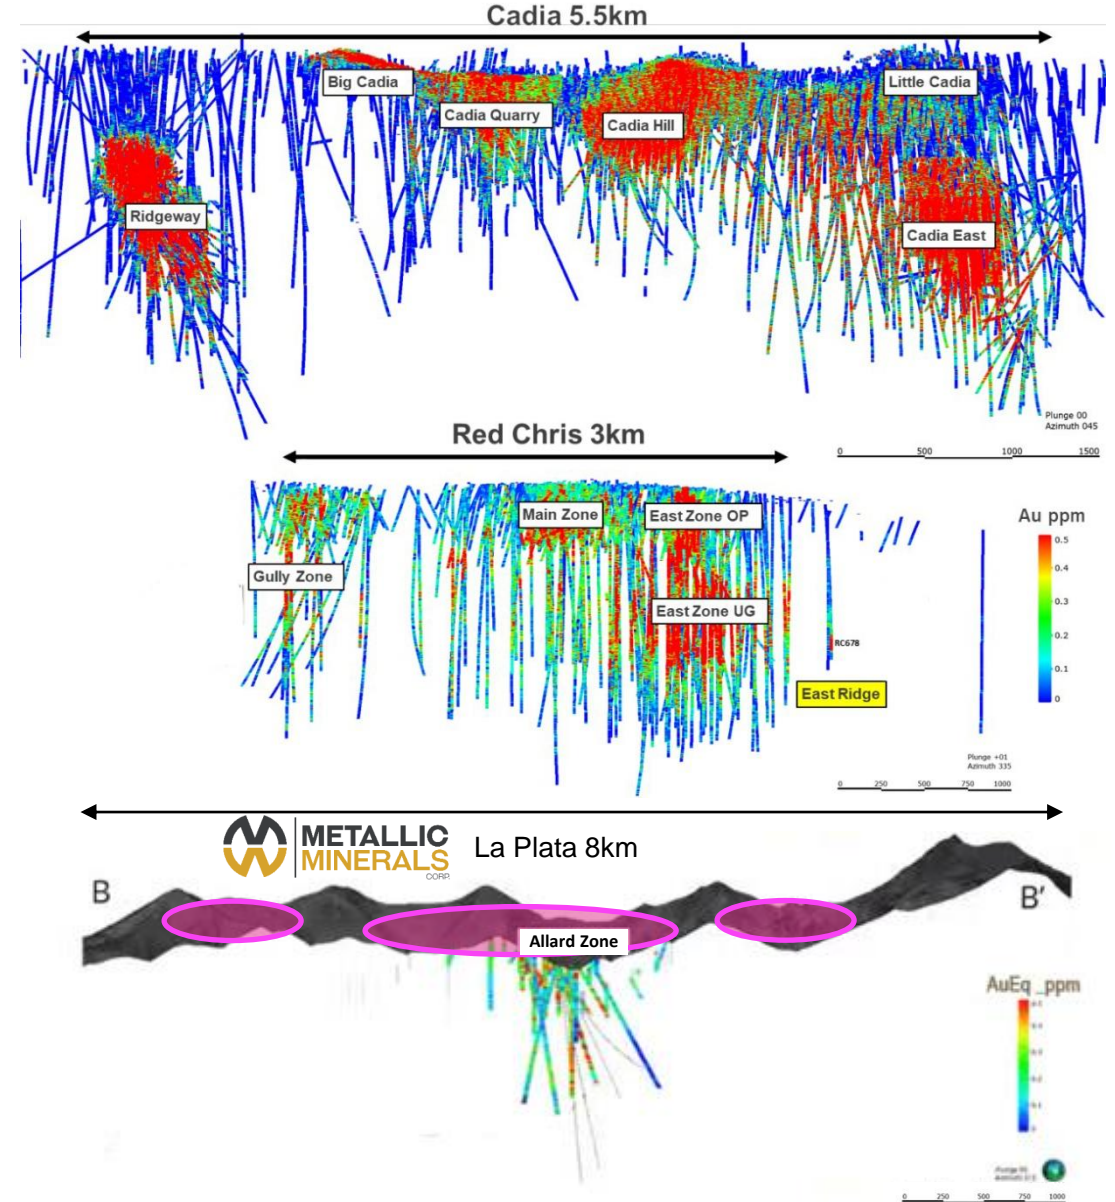 Cadia 5.5km
Big Cadia
Little Cadia
Cadia Quarry
Cadia Hill
Ridgeway
Cadia East
Plunge 00
Azimuth 045
0 500 1000 1500
Red Chris 3km
Main Zone
East Zone OP
Au ppm
0.5
0.4
0.3
0.2
0.1
0
Gully Zone
East Zone UG
RC678
East Ridge
Plunge +01
Azimuth 335
0 250 500 750 1000
METALLIC
MINERALS
CORP.
La Plata 8km
B
B′
Allard Zone
AuEq_ppm
0 250 500 750 1000